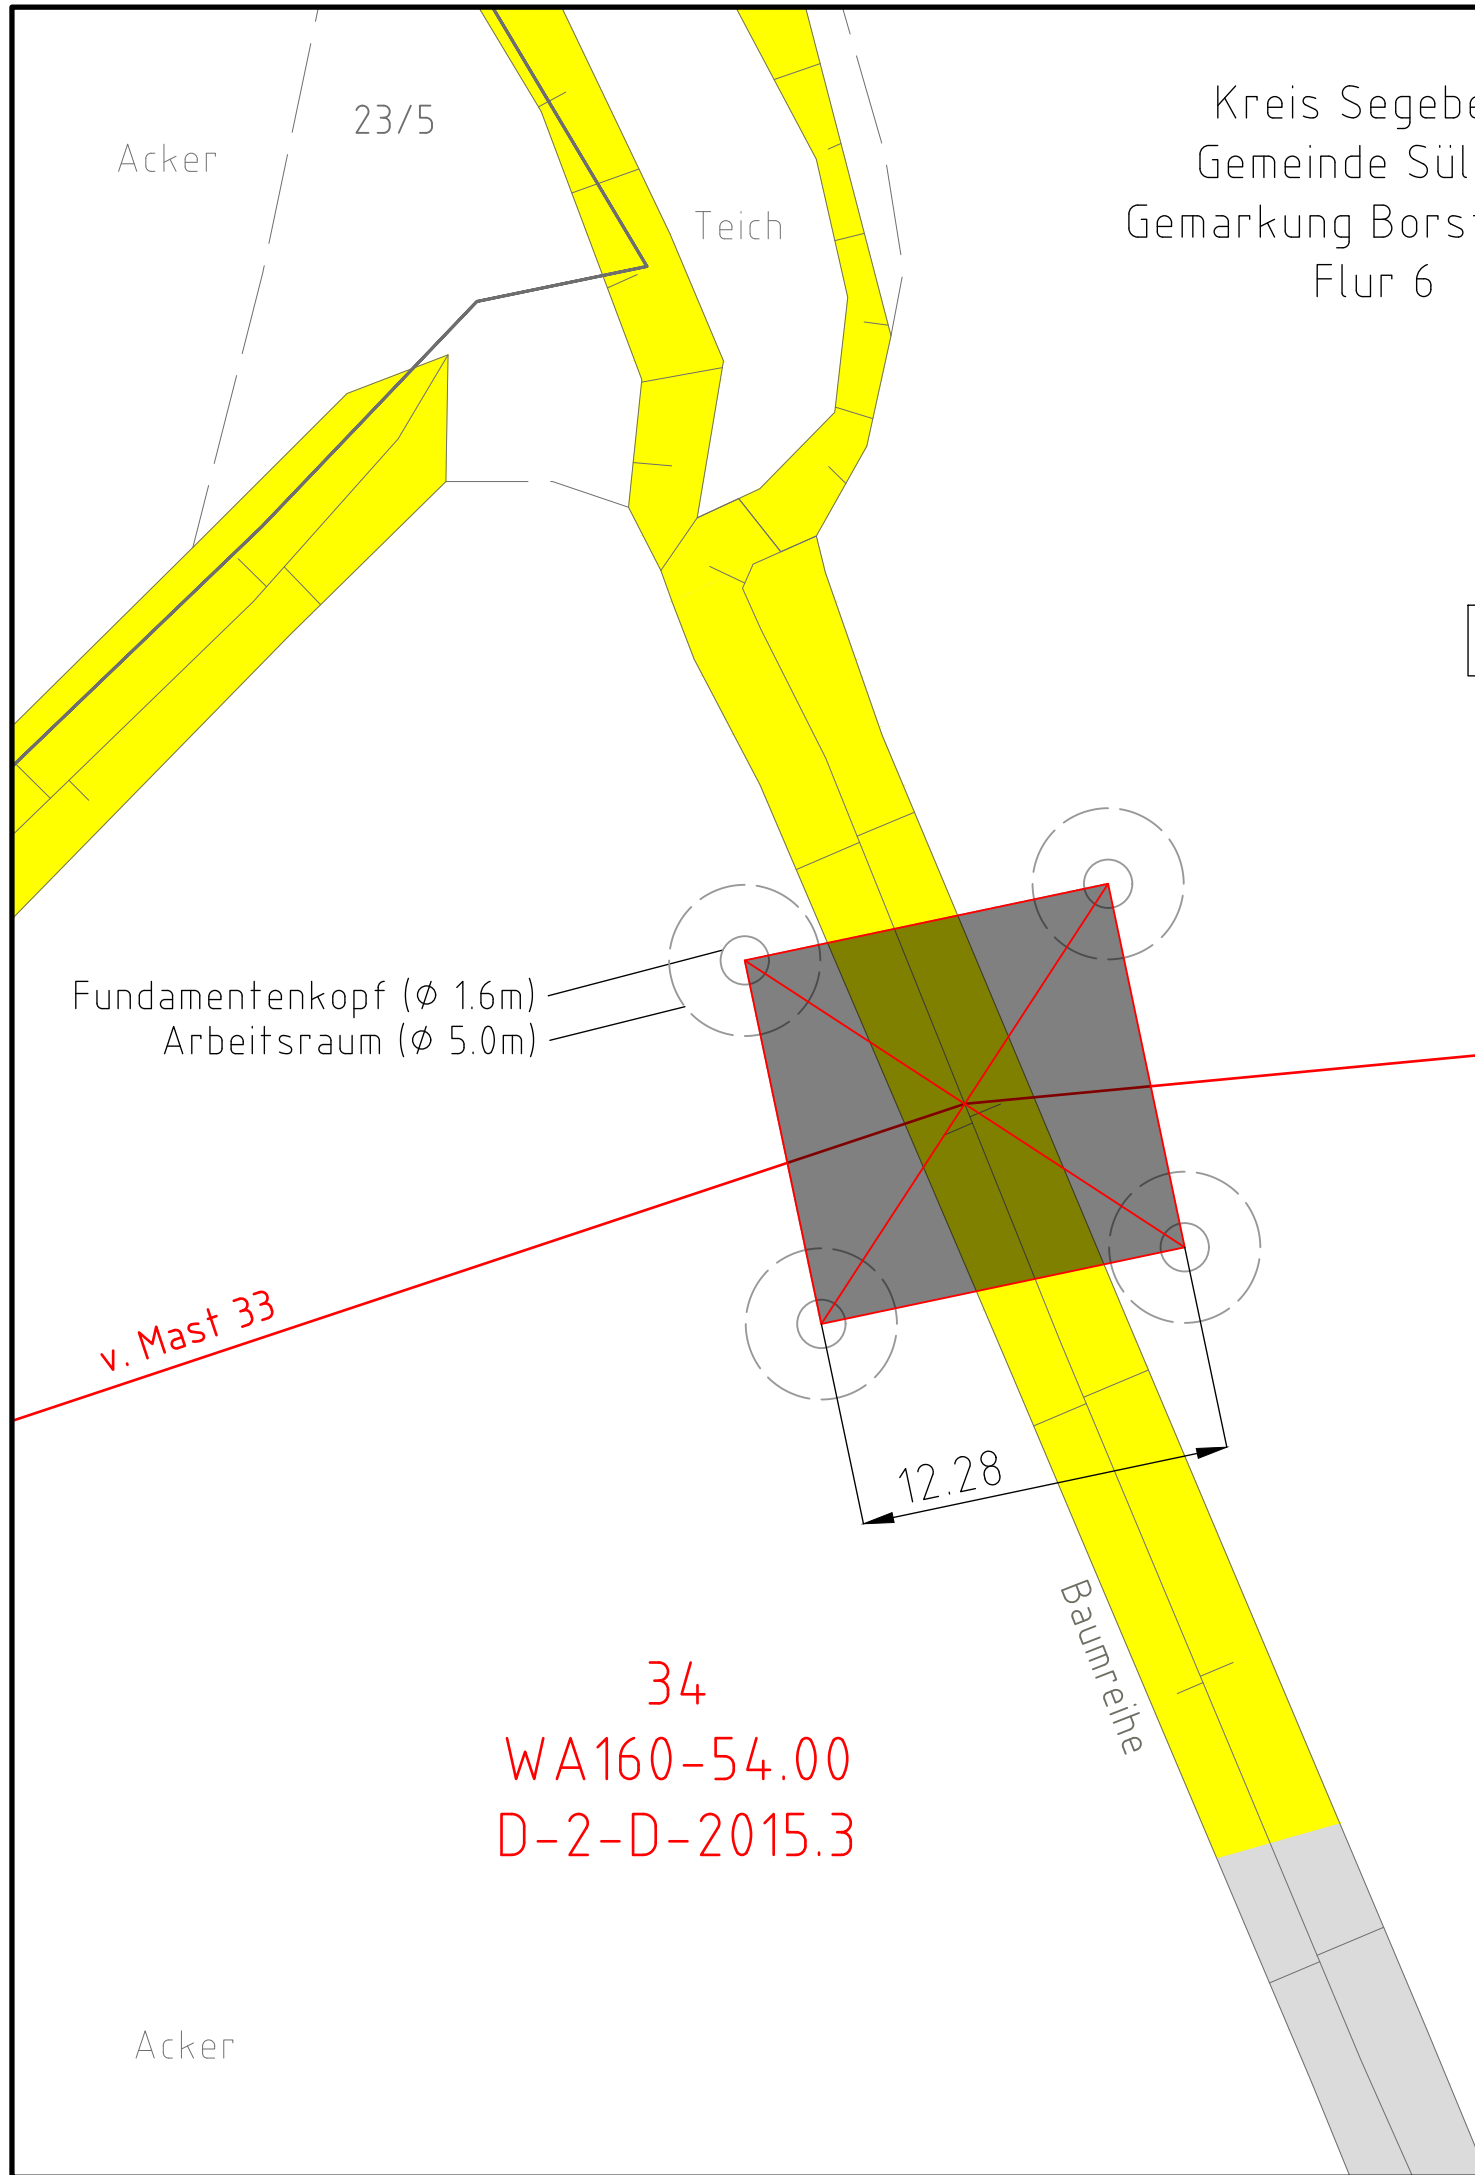 23/5
Acker
Teich
Kreis Segebe
Gemeinde Sül
Gemarkung Bors
Flur 6
Fundamentenkopf (Φ 1.6m)
Arbeitsraum (Φ 5.0m)
v. Mast 33
12.28
Baumreihe
34
WA160-54.00
D-2-D-2015.3
Acker